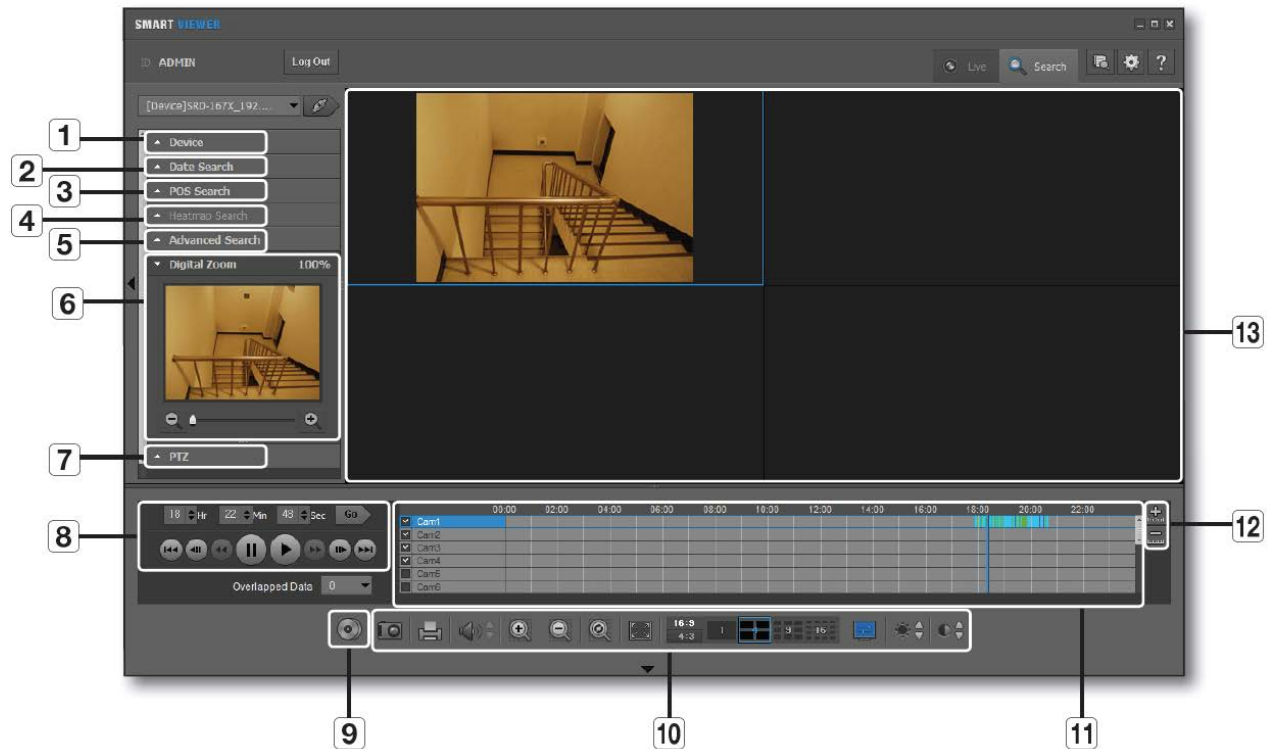 SMART VIEWER
ID ADMIN
Log Out
Live
Search
?
[Device]SRD-167X_192....
1
Device
2
Date Search
3
POS Search
4
Heatmap Search
5
Advanced Search
6
Digital Zoom 100%
7
PTZ
13
8
18 Hr 22 Min 48 Sec Go
Overlapped Data 0
00:00 02:00 04:00 06:00 08:00 10:00 12:00 14:00 16:00 18:00 20:00 22:00
Cam1
Cam2
Cam3
Cam4
Cam5
Cam6
12
16:9
4:3
1
4
9
16
9
10
11